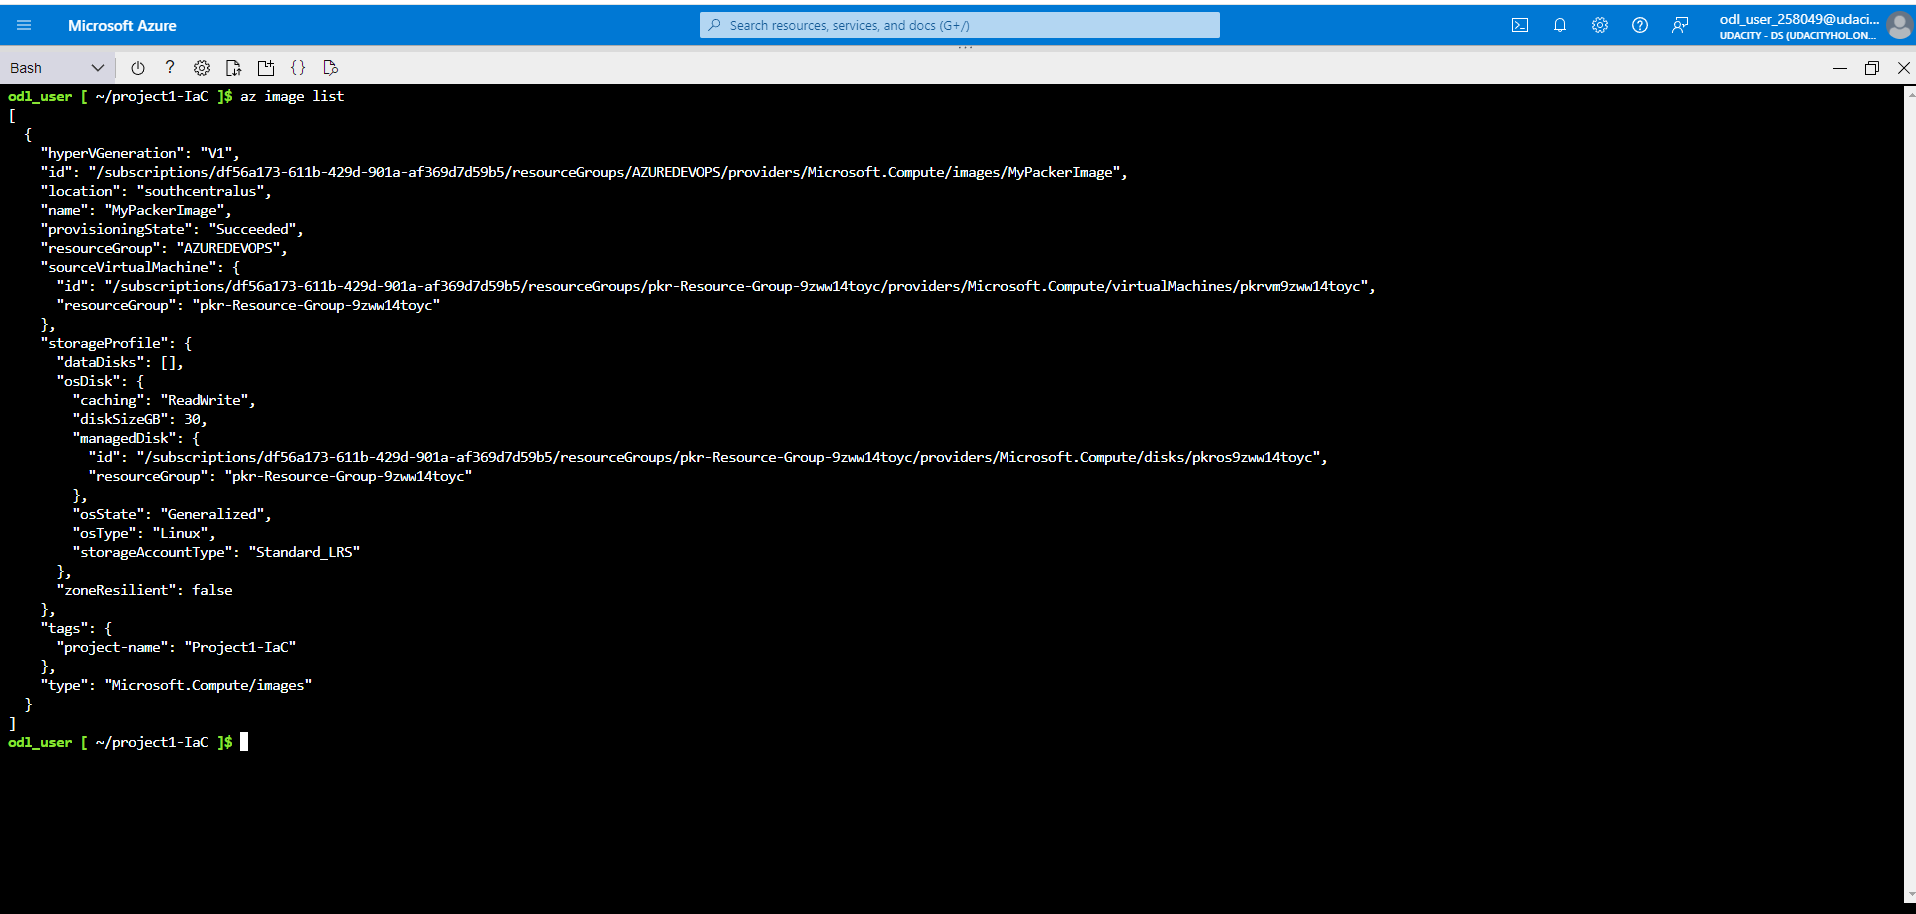 Microsoft Azure
Search resources, services, and docs (G+/)
odl_user_258049@udaci...
UDACITY - DS (UDACITYHOL.ON...
Bash
odl_user [ ~/project1-IaC ]$ az image list
[
  {
    "hyperVGeneration": "V1",
    "id": "/subscriptions/df56a173-611b-429d-901a-af369d7d59b5/resourceGroups/AZUREDEVOPS/providers/Microsoft.Compute/images/MyPackerImage",
    "location": "southcentralus",
    "name": "MyPackerImage",
    "provisioningState": "Succeeded",
    "resourceGroup": "AZUREDEVOPS",
    "sourceVirtualMachine": {
      "id": "/subscriptions/df56a173-611b-429d-901a-af369d7d59b5/resourceGroups/pkr-Resource-Group-9zww14toyc/providers/Microsoft.Compute/virtualMachines/pkrvm9zww14toyc",
      "resourceGroup": "pkr-Resource-Group-9zww14toyc"
    },
    "storageProfile": {
      "dataDisks": [],
      "osDisk": {
        "caching": "ReadWrite",
        "diskSizeGB": 30,
        "managedDisk": {
          "id": "/subscriptions/df56a173-611b-429d-901a-af369d7d59b5/resourceGroups/pkr-Resource-Group-9zww14toyc/providers/Microsoft.Compute/disks/pkros9zww14toyc",
          "resourceGroup": "pkr-Resource-Group-9zww14toyc"
        },
        "osState": "Generalized",
        "osType": "Linux",
        "storageAccountType": "Standard_LRS"
      },
      "zoneResilient": false
    },
    "tags": {
      "project-name": "Project1-IaC"
    },
    "type": "Microsoft.Compute/images"
  }
]
odl_user [ ~/project1-IaC ]$